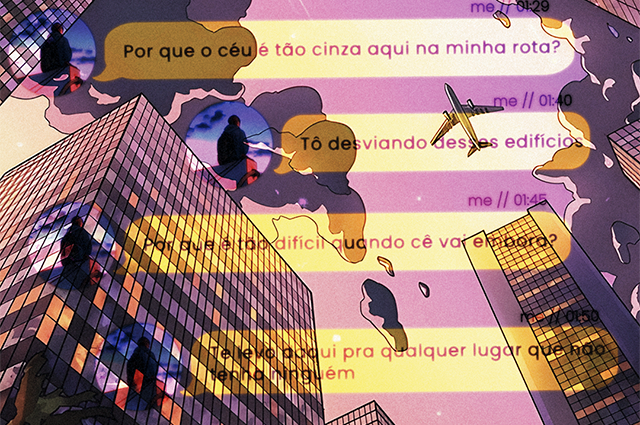 me // 01:29
Por que o céu é tão cinza aqui na minha rota?
me // 01:40
Tô desviando desses edifícios
me // 01:45
Por que é tão difícil quando cê vai embora?
me // 01:50
Te levo daqui pra qualquer lugar que não
tenha ninguém